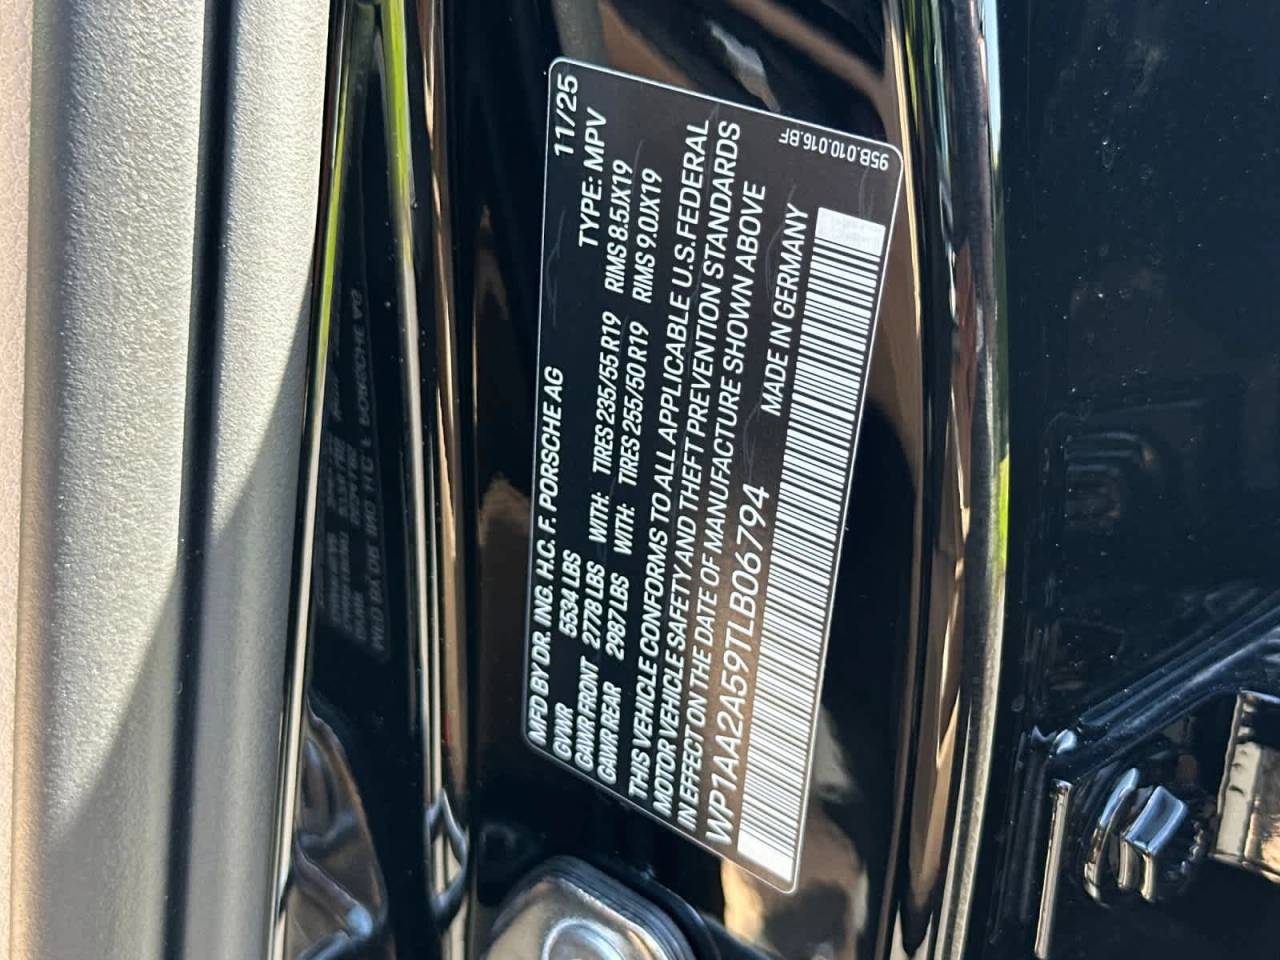 MFD BY DR. ING. H.C. F. PORSCHE AG 11/25
GVWR 5534 LBS TYPE: MPV
GAWR FRONT 2778 LBS WITH: TIRES 235/55 R19 RIMS 8.5JX19
GAWR REAR 2987 LBS WITH: TIRES 255/50 R19 RIMS 9.0JX19
THIS VEHICLE CONFORMS TO ALL APPLICABLE U.S.FEDERAL
MOTOR VEHICLE SAFETY AND THEFT PREVENTION STANDARDS
IN EFFECT ON THE DATE OF MANUFACTURE SHOWN ABOVE
WP1AA2A59TLB06794 MADE IN GERMANY
95B.010.016.BF